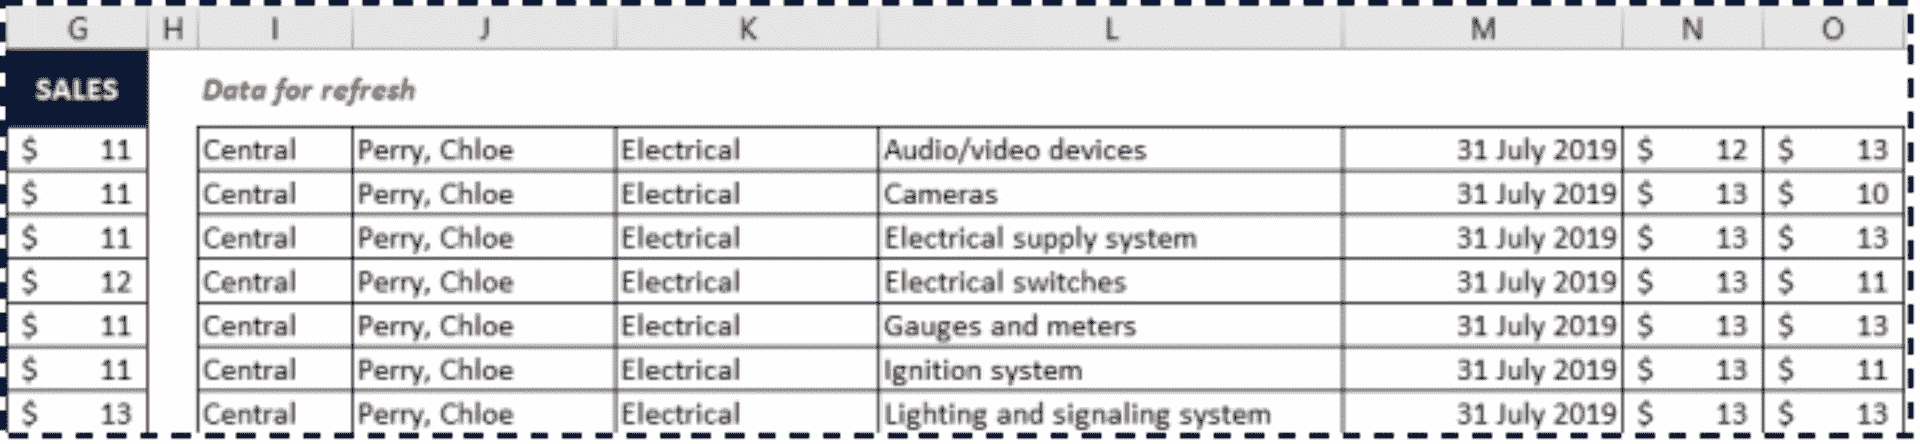 G H I J K L M N O
SALES Data for refresh
$ 11 Central Perry, Chloe Electrical Audio/video devices 31 July 2019 $ 12 $ 13
$ 11 Central Perry, Chloe Electrical Cameras 31 July 2019 $ 13 $ 10
$ 11 Central Perry, Chloe Electrical Electrical supply system 31 July 2019 $ 13 $ 13
$ 12 Central Perry, Chloe Electrical Electrical switches 31 July 2019 $ 13 $ 11
$ 11 Central Perry, Chloe Electrical Gauges and meters 31 July 2019 $ 13 $ 13
$ 11 Central Perry, Chloe Electrical Ignition system 31 July 2019 $ 13 $ 11
$ 13 Central Perry, Chloe Electrical Lighting and signaling system 31 July 2019 $ 13 $ 13